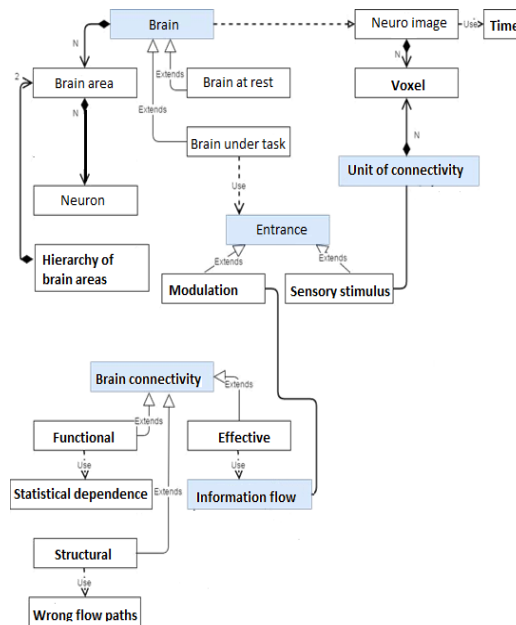 Brain
Neuro image
Use
Time
N
N
Extends
2
Brain area
Brain at rest
Voxel
N
Extends
N
Brain under task
Unit of connectivity
Use
Neuron
Entrance
Extends
Extends
Hierarchy of
brain areas
Modulation
Sensory stimulus
Brain connectivity
Extends
Extends
Functional
Effective
Use
Use
Statistical dependence
Extends
Information flow
Structural
Use
Wrong flow paths